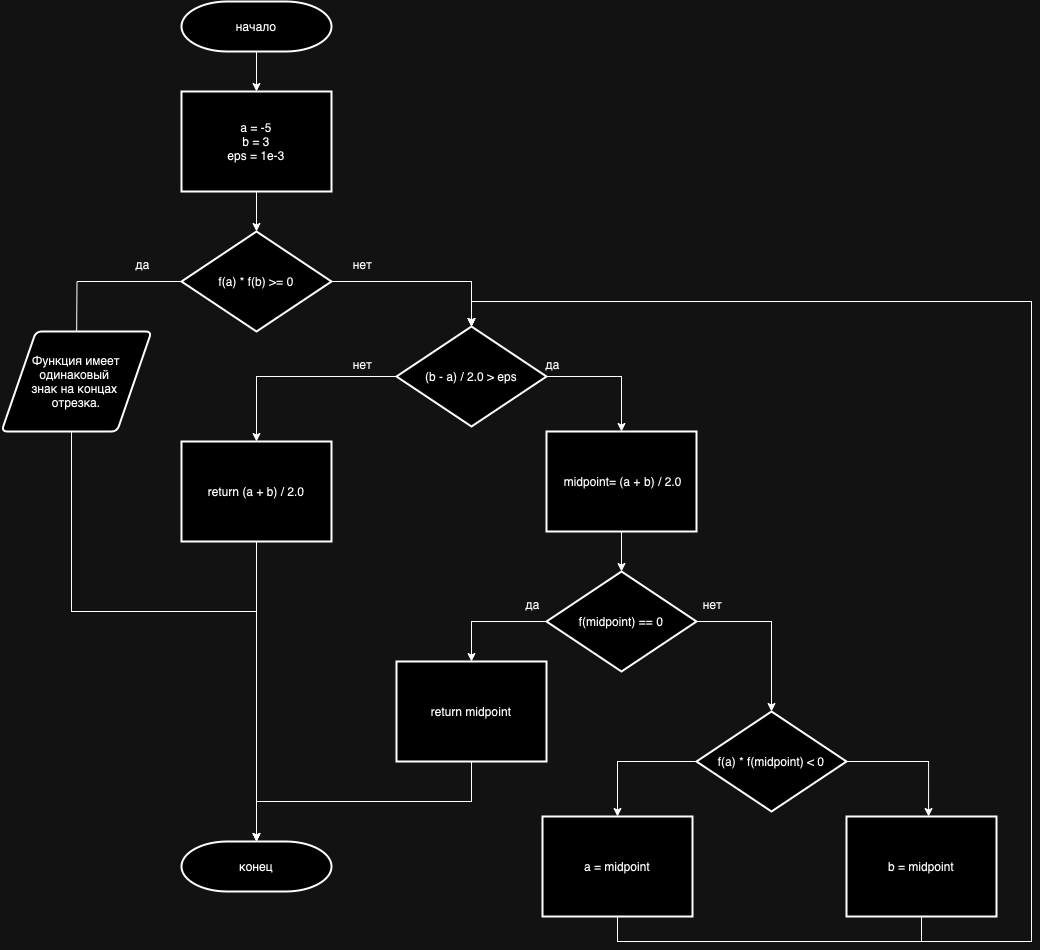 начало
a = -5
b = 3
eps = 1e-3
да
f(a) * f(b) >= 0
нет
Функция имеет
одинаковый
знак на концах
отрезка.
нет
(b - a) / 2.0 > eps
да
return (a + b) / 2.0
midpoint= (a + b) / 2.0
да
f(midpoint) == 0
нет
return midpoint
f(a) * f(midpoint) < 0
конец
a = midpoint
b = midpoint